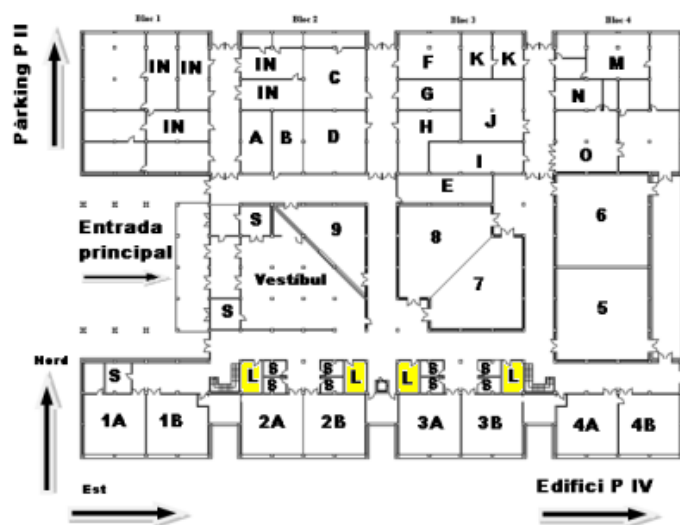 Bloc 1
Bloc 2
Bloc 3
Bloc 4
Pàrking P II
IN
IN
IN
C
F
K
K
M
IN
G
N
IN
A
B
D
H
J
I
O
E
Entrada
principal
S
9
8
6
Vestíbul
7
S
5
Nord
S
L
S
S
S
S
L
L
S
S
S
S
L
1A
1B
2A
2B
3A
3B
4A
4B
Est
Edifici P IV